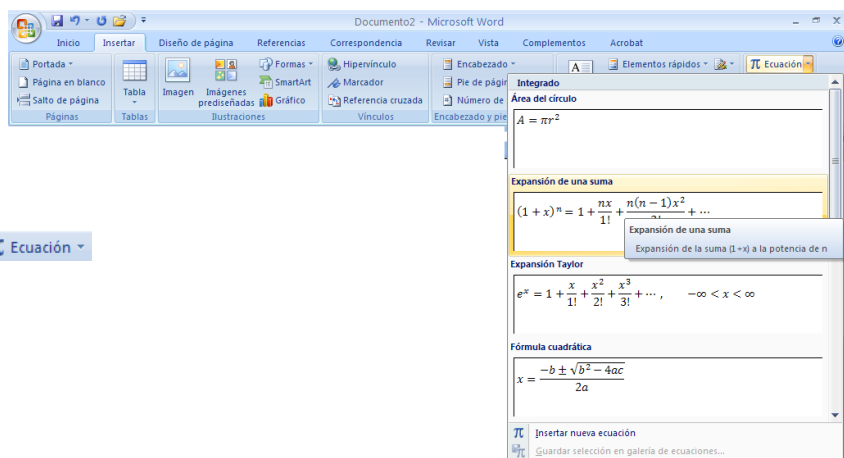 Documento2 - Microsoft Word
Inicio Insertar Diseño de página Referencias Correspondencia Revisar Vista Complementos Acrobat
Portada
Página en blanco
Salto de página
Páginas
Tabla
Tablas
Imagen
Imágenes prediseñadas
Formas
SmartArt
Gráfico
Ilustraciones
Hipervínculo
Marcador
Referencia cruzada
Vínculos
Encabezado
Pie de págin
Número de
Encabezado y pie
A
Elementos rápidos
π Ecuación
Integrado
Área del círculo
A = πr²
Expansión de una suma
(1 + x)ⁿ = 1 + nx/1! + n(n − 1)x²/2! + ⋯
Expansión de una suma
Expansión de la suma (1+x) a la potencia de n
Expansión Taylor
eˣ = 1 + x/1! + x²/2! + x³/3! + ⋯ , −∞ < x < ∞
Fórmula cuadrática
x = (−b ± √(b² − 4ac))/2a
π Insertar nueva ecuación
π Guardar selección en galería de ecuaciones...
Ecuación